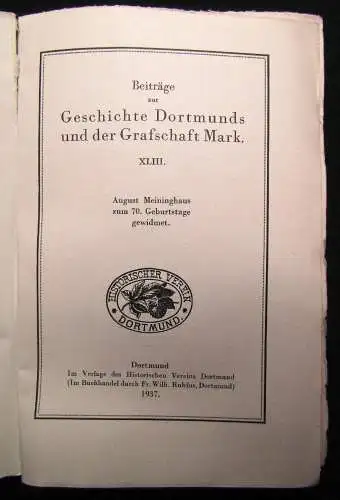 Beiträge
zur
Geschichte Dortmunds
und der Grafschaft Mark.
XLIII.
August Meininghaus
zum 70. Geburtstage
gewidmet.
HISTORISCHER VEREIN
DORTMUND.
Dortmund
Im Verlage des Historischen Vereins Dortmund
(Im Buchhandel durch Fr. Wilh. Ruhfus, Dortmund)
1937.